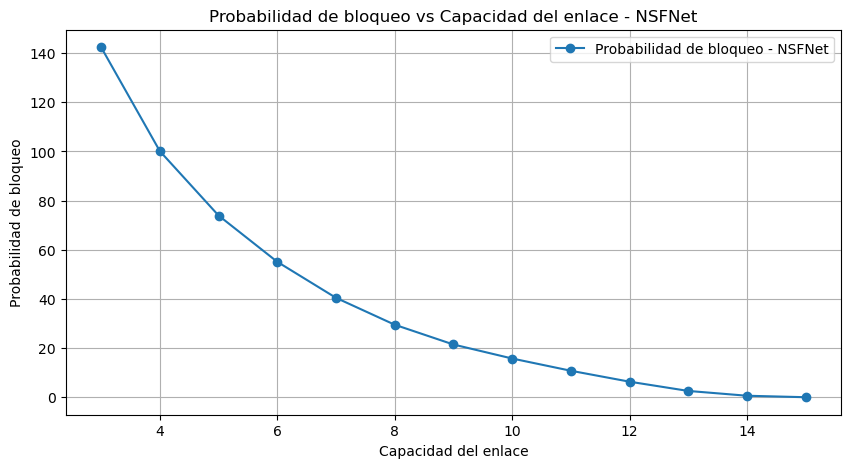 Probabilidad de bloqueo vs Capacidad del enlace - NSFNet
Probabilidad de bloqueo - NSFNet
Probabilidad de bloqueo
140
120
100
80
60
40
20
0
4 6 8 10 12 14
Capacidad del enlace